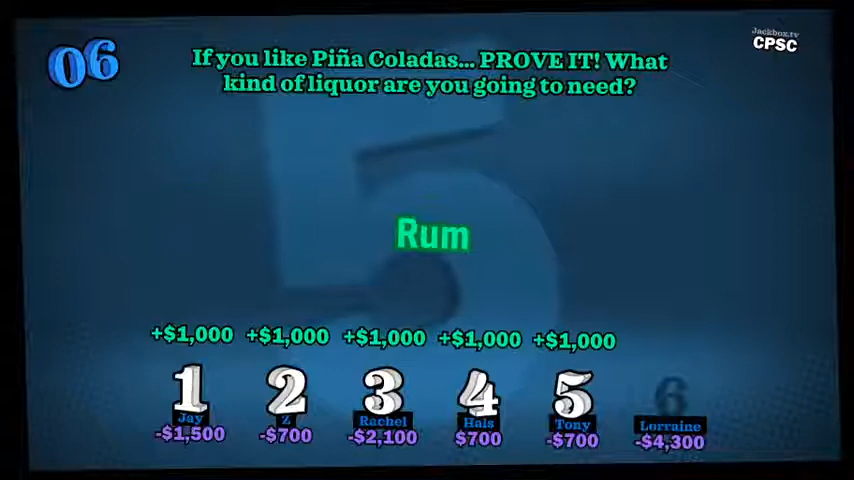 06
If you like Piña Coladas... PROVE IT! What
kind of liquor are you going to need?
Jackbox.tv
CPSC
5
Rum
+$1,000 +$1,000 +$1,000 +$1,000 +$1,000
1 2 3 4 5 6
Jay Z Rachel Hals Tony Lorraine
-$1,500 -$700 -$2,100 $700 -$700 -$4,300